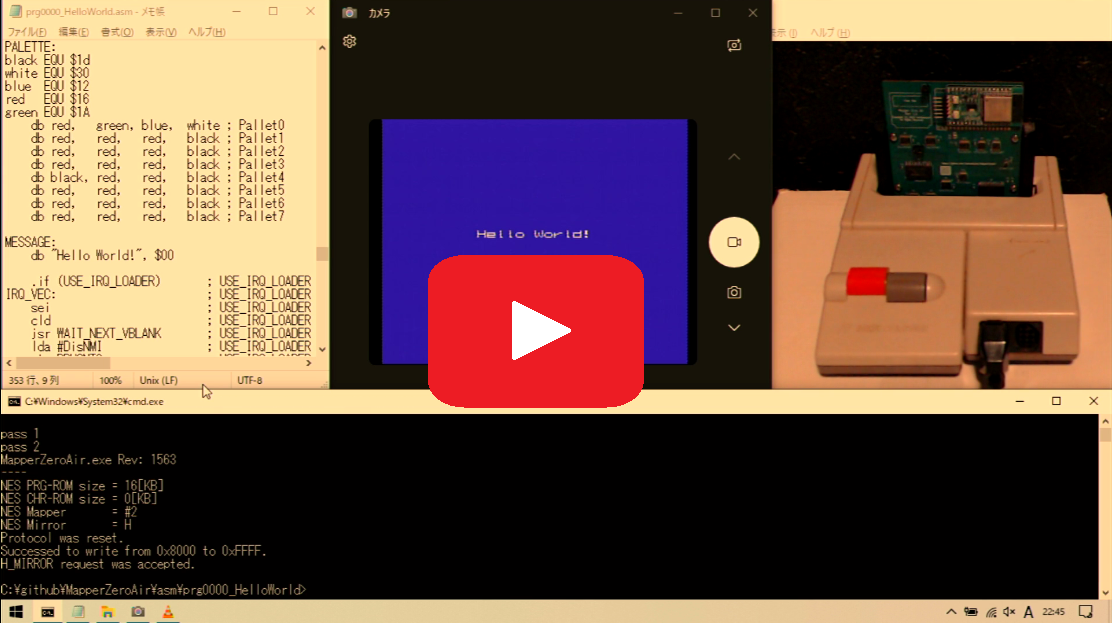 prg0000_HelloWorld.asm - メモ帳
ファイル(F) 編集(E) 書式(O) 表示(V) ヘルプ(H)
PALETTE:
black EQU $1d
white EQU $30
blue EQU $12
red EQU $16
green EQU $1A
db red, green, blue, white ; Pallet0
db red, red, red, black ; Pallet1
db red, red, red, black ; Pallet2
db red, red, red, black ; Pallet3
db black, red, red, black ; Pallet4
db red, red, red, black ; Pallet5
db red, red, red, black ; Pallet6
db red, red, red, black ; Pallet7
MESSAGE:
db "Hello World!", $00
.if (USE_IRQ_LOADER) ; USE_IRQ_LOADER
IRQ_VEC: ; USE_IRQ_LOADER
sei ; USE_IRQ_LOADER
cld ; USE_IRQ_LOADER
jsr WAIT_NEXT_VBLANK ; USE_IRQ_LOADER
lda #DisNMI ; USE_IRQ_LOADER
353 行、9 列 100% Unix (LF) UTF-8
カメラ
Hello World!
ヘルプ(H)
C:¥Windows¥System32¥cmd.exe
pass 1
pass 2
MapperZeroAir.exe Rev: 1563
----
NES PRG-ROM size = 16[KB]
NES CHR-ROM size = 0[KB]
NES Mapper = #2
NES Mirror = H
Protocol was reset.
Successed to write from 0x8000 to 0xFFFF.
H_MIRROR request was accepted.
C:¥github¥MapperZeroAir¥asm¥prg0000_HelloWorld>
A 22:45